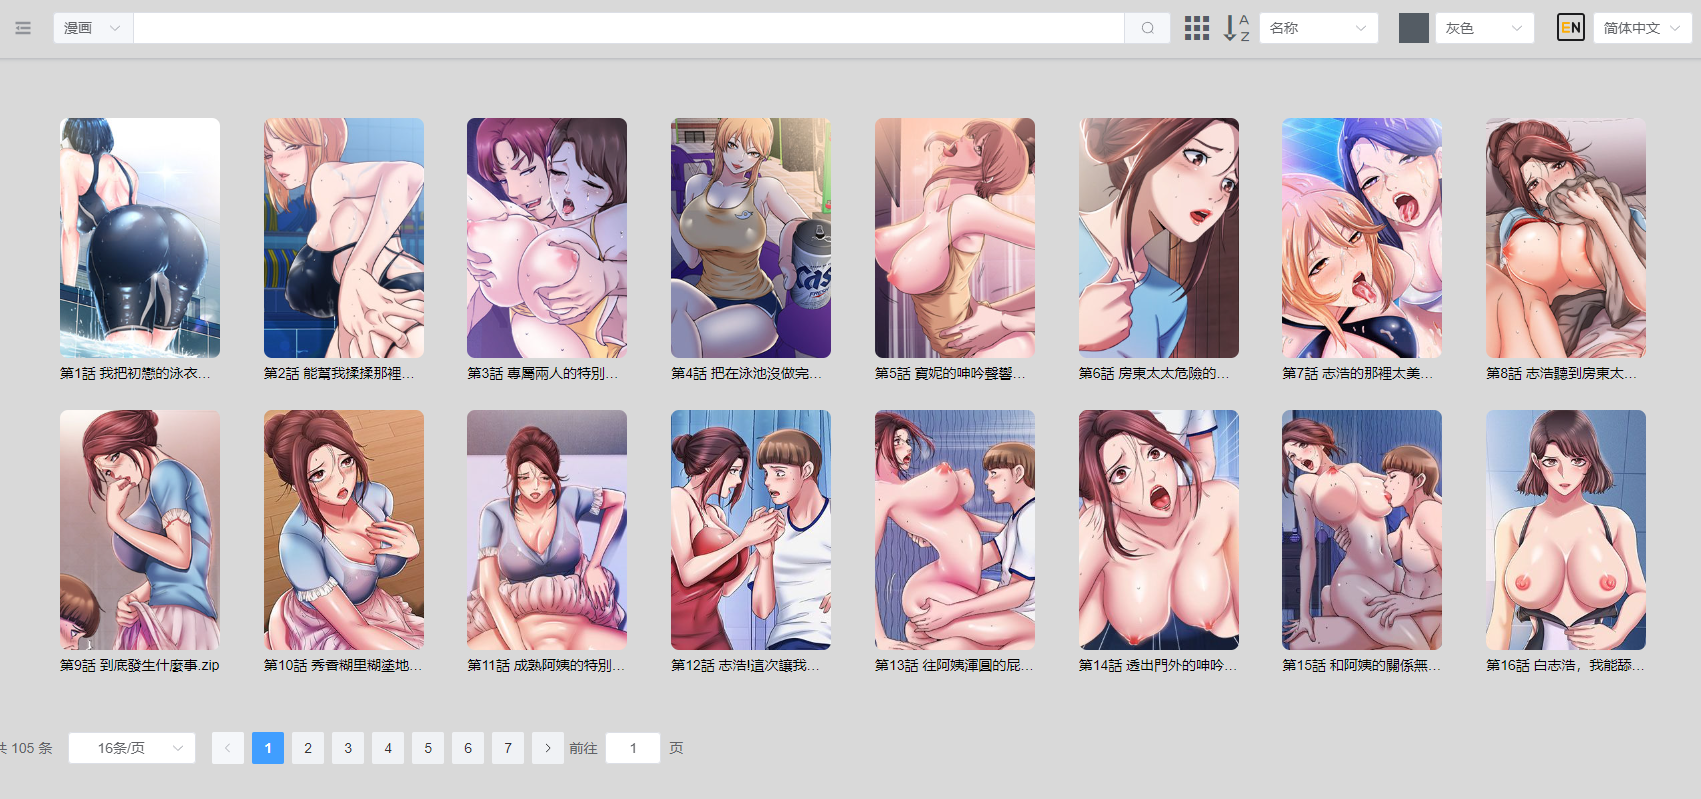 漫画
名称
灰色
EN
简体中文
A
Z
第1話 我把初戀的泳衣...
第2話 能幫我揉揉那裡...
第3話 專屬兩人的特別...
第4話 把在泳池沒做完...
第5話 寶妮的呻吟聲響...
第6話 房東太太危險的...
第7話 志浩的那裡太美...
第8話 志浩聽到房東太...
第9話 到底發生什麼事.zip
第10話 秀香糊里糊塗地...
第11話 成熟阿姨的特別...
第12話 志浩!這次讓我...
第13話 往阿姨渾圓的屁...
第14話 透出門外的呻吟...
第15話 和阿姨的關係無...
第16話 白志浩，我能舔...
共 105 条
16条/页
1
2
3
4
5
6
7
前往
1
页